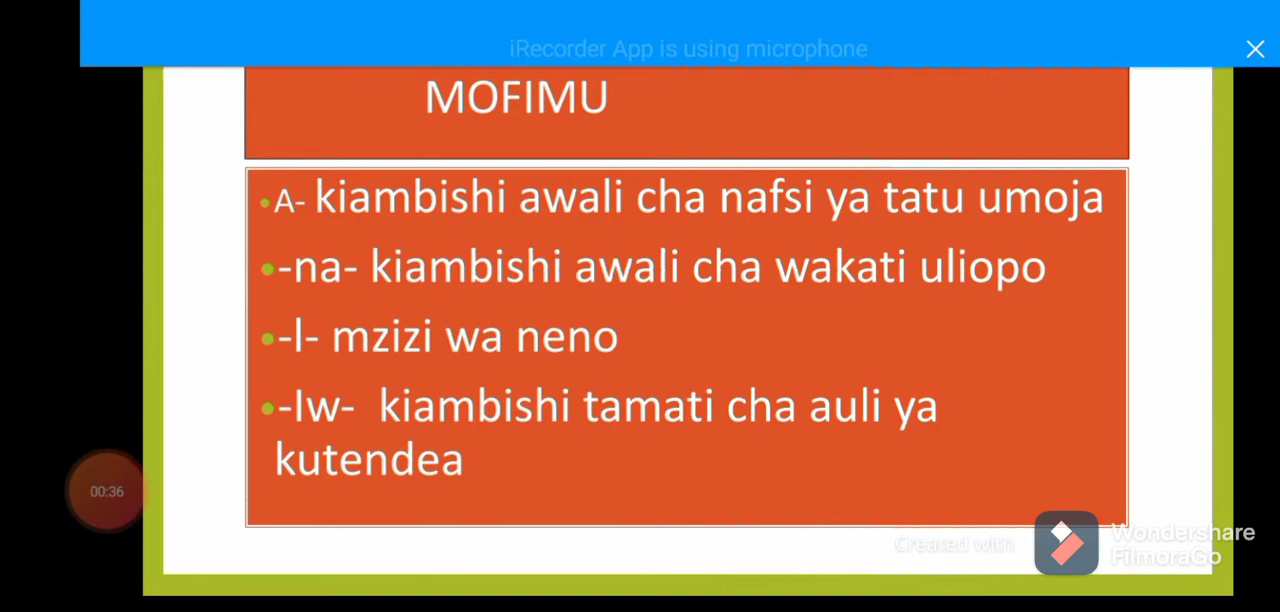 iRecorder App is using microphone
MOFIMU
• A- kiambishi awali cha nafsi ya tatu umoja
• -na- kiambishi awali cha wakati uliopo
• -l- mzizi wa neno
• -lw- kiambishi tamati cha auli ya
kutendea
00:36
Created with
Wondershare
FilmoraGo